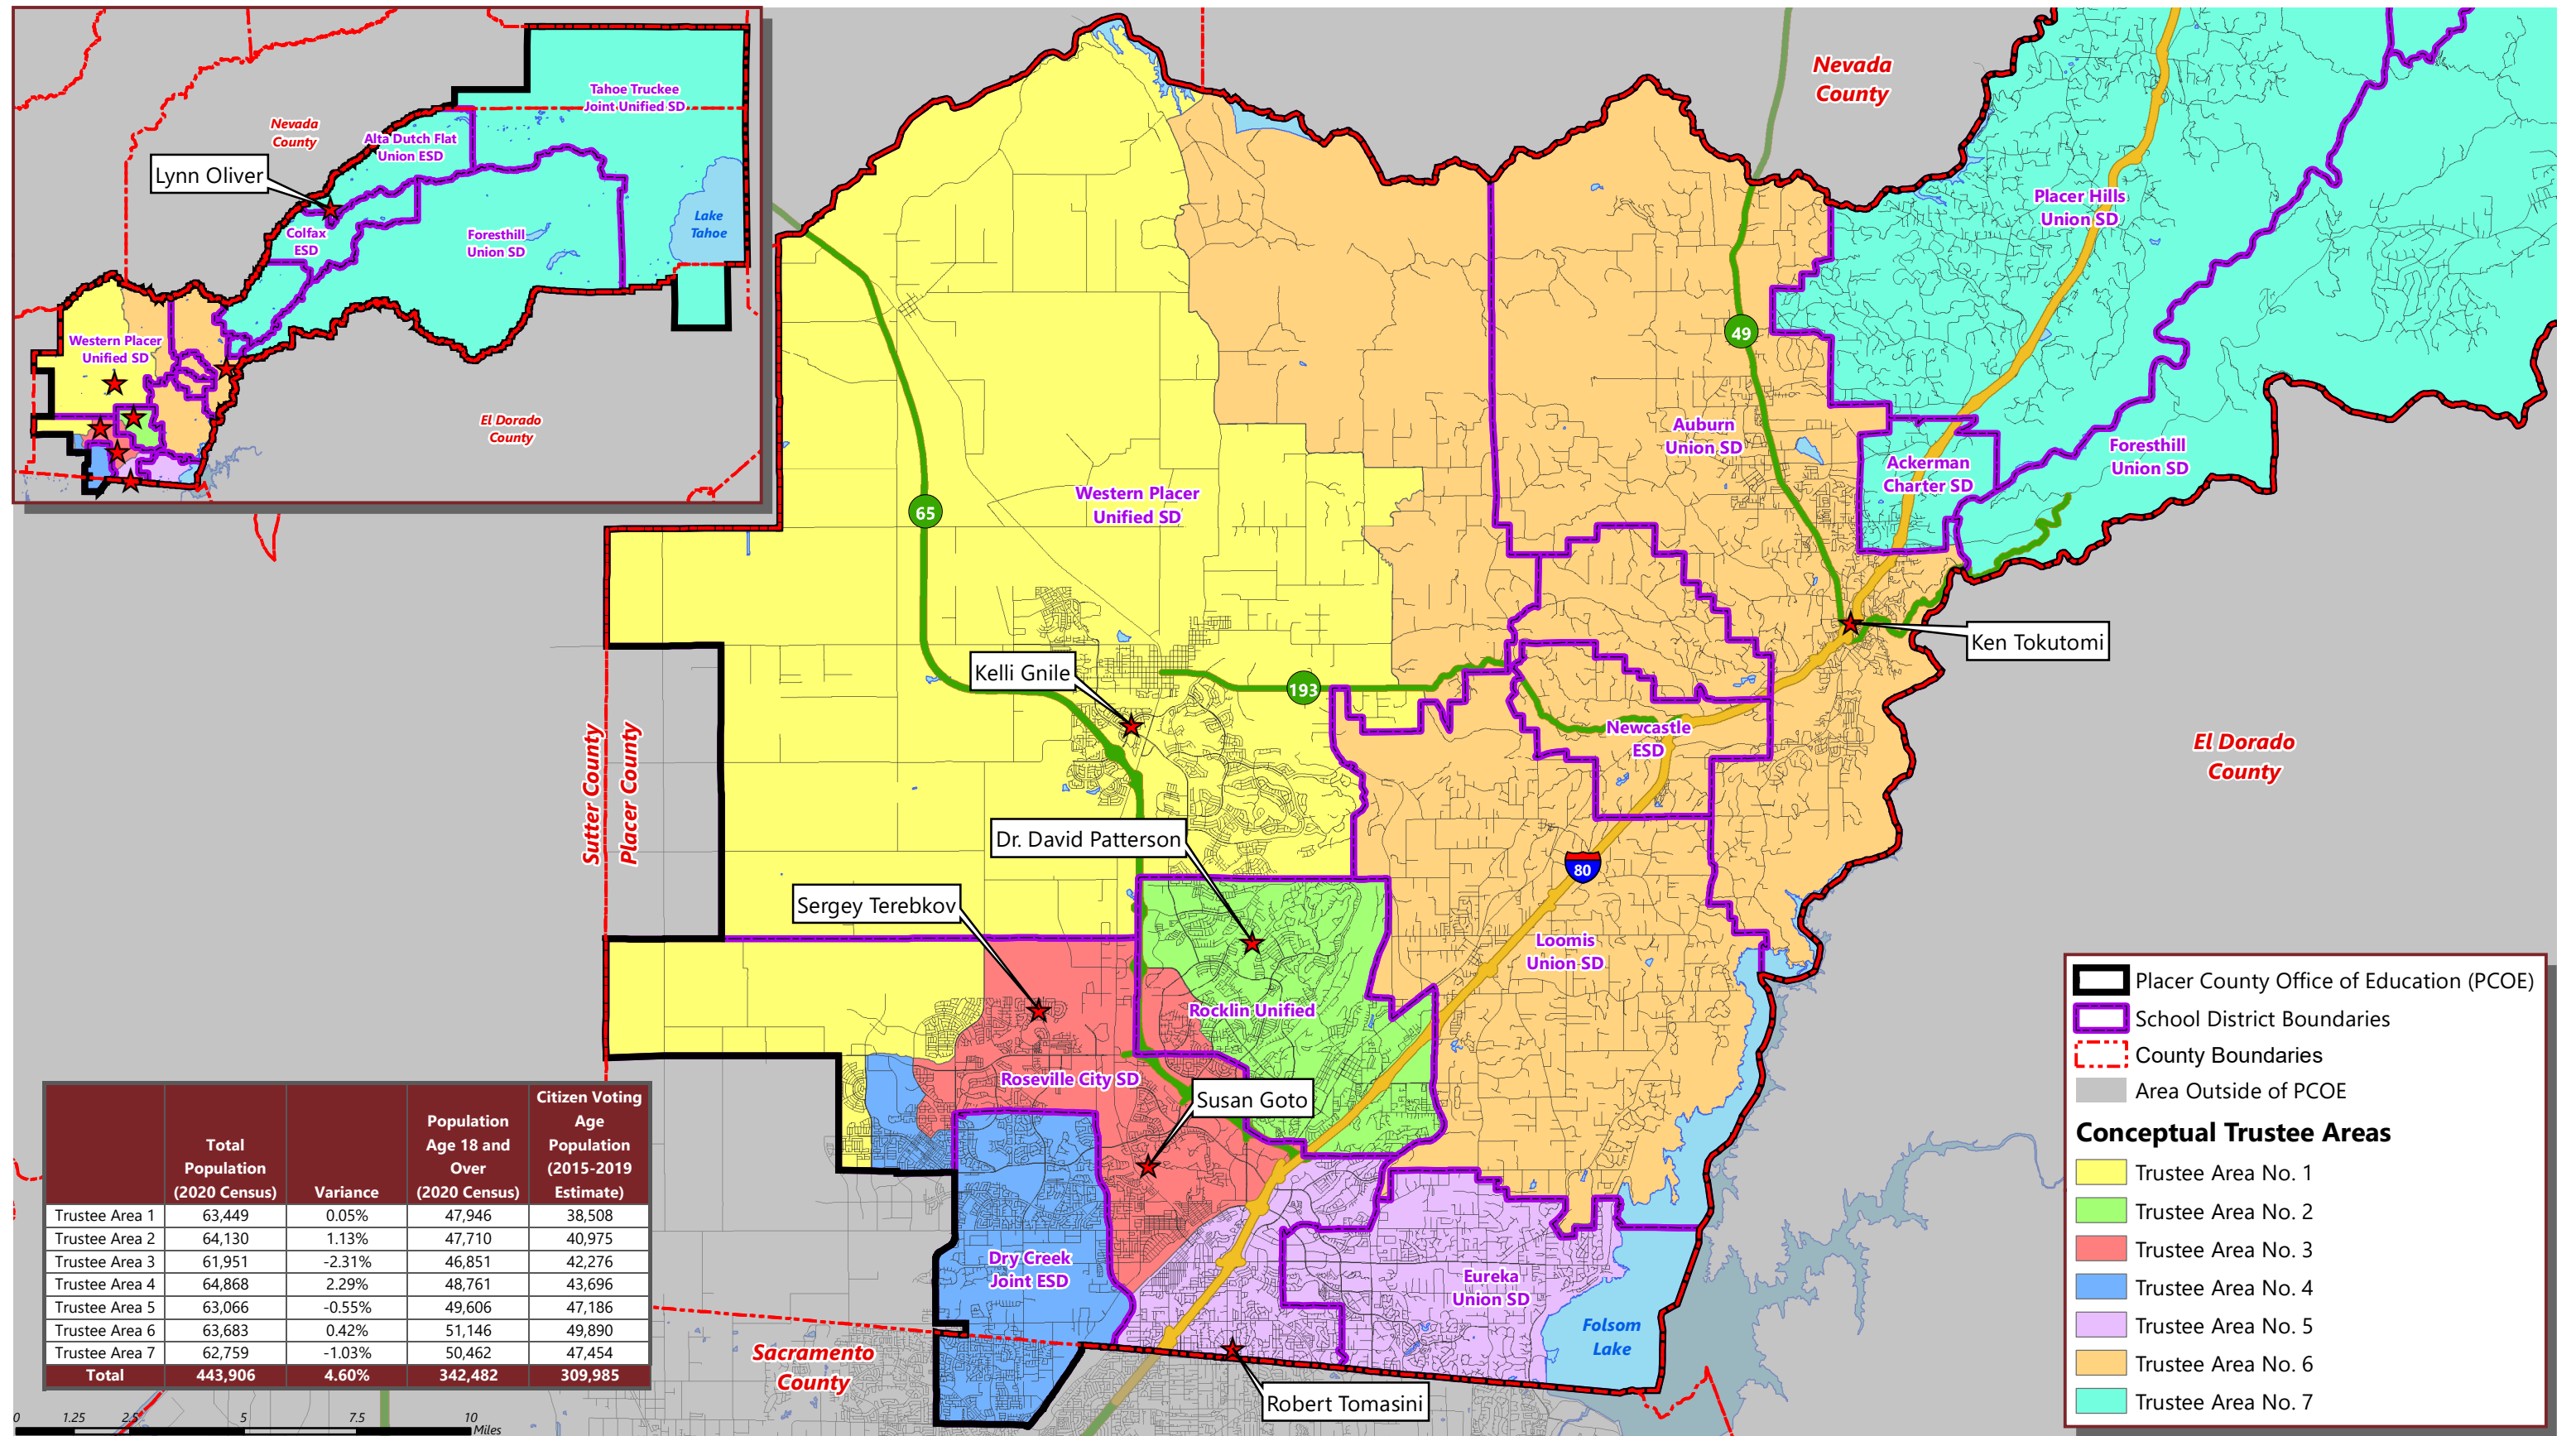 Tahoe Truckee
Joint Unified SD
Nevada
County
Alta Dutch Flat
Union ESD
Lynn Oliver
Lake
Tahoe
Colfax
ESD
Foresthill
Union SD
Western Placer
Unified SD
El Dorado
County
Nevada
County
Placer Hills
Union SD
49
Auburn
Union SD
Foresthill
Union SD
Ackerman
Charter SD
Western Placer
Unified SD
65
Ken Tokutomi
Kelli Gnile
193
Newcastle
ESD
El Dorado
County
Sutter County
Placer County
Dr. David Patterson
80
Sergey Terebkov
Loomis
Union SD
Rocklin Unified
Roseville City SD
Susan Goto
Dry Creek
Joint ESD
Eureka
Union SD
Folsom
Lake
Sacramento
County
Robert Tomasini
Placer County Office of Education (PCOE)
School District Boundaries
County Boundaries
Area Outside of PCOE
Conceptual Trustee Areas
Trustee Area No. 1
Trustee Area No. 2
Trustee Area No. 3
Trustee Area No. 4
Trustee Area No. 5
Trustee Area No. 6
Trustee Area No. 7
Total Population (2020 Census) Variance Population Age 18 and Over (2020 Census) Citizen Voting Age Population (2015-2019 Estimate)
Trustee Area 1 63,449 0.05% 47,946 38,508
Trustee Area 2 64,130 1.13% 47,710 40,975
Trustee Area 3 61,951 -2.31% 46,851 42,276
Trustee Area 4 64,868 2.29% 48,761 43,696
Trustee Area 5 63,066 -0.55% 49,606 47,186
Trustee Area 6 63,683 0.42% 51,146 49,890
Trustee Area 7 62,759 -1.03% 50,462 47,454
Total 443,906 4.60% 342,482 309,985
0 1.25 2.5 5 7.5 10
Miles